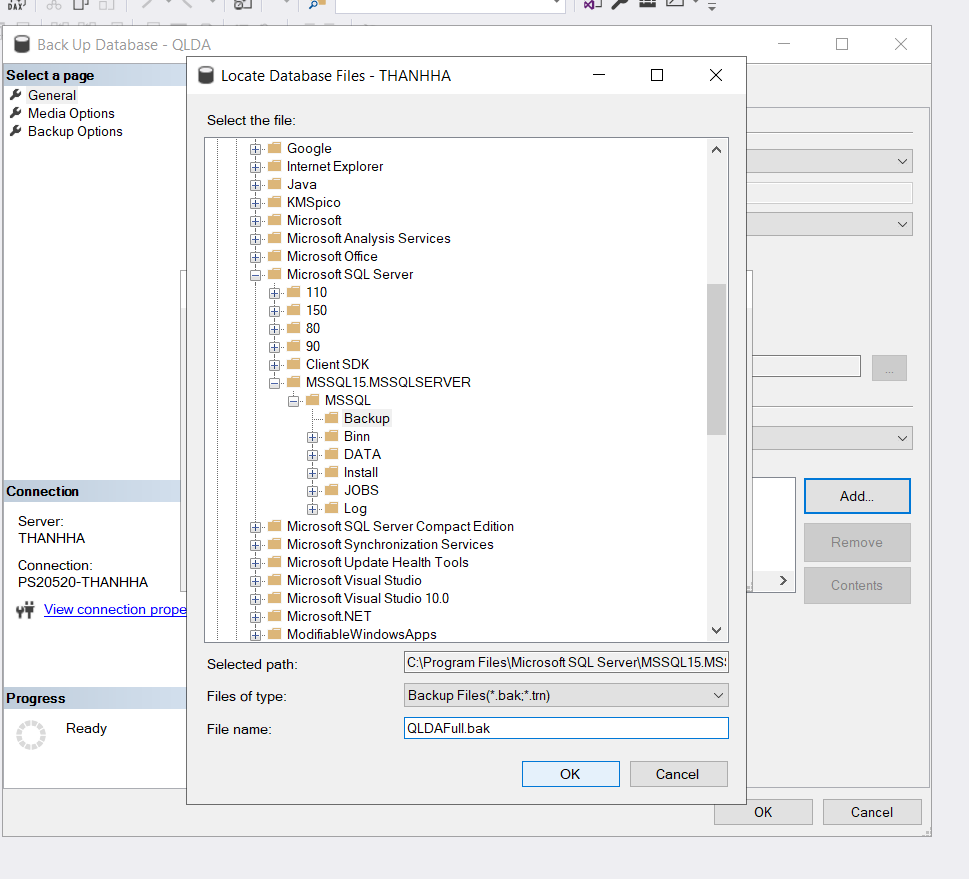 DAX
Back Up Database - QLDA
Select a page
General
Media Options
Backup Options
Connection
Server:
THANHHA
Connection:
PS20520-THANHHA
View connection prope
Progress
Ready
Locate Database Files - THANHHA
Select the file:
Google
Internet Explorer
Java
KMSpico
Microsoft
Microsoft Analysis Services
Microsoft Office
Microsoft SQL Server
110
150
80
90
Client SDK
MSSQL15.MSSQLSERVER
MSSQL
Backup
Binn
DATA
Install
JOBS
Log
Microsoft SQL Server Compact Edition
Microsoft Synchronization Services
Microsoft Update Health Tools
Microsoft Visual Studio
Microsoft Visual Studio 10.0
Microsoft.NET
ModifiableWindowsApps
Selected path:
C:\Program Files\Microsoft SQL Server\MSSQL15.MS
Files of type:
Backup Files(*.bak;*.trn)
File name:
QLDAFull.bak
OK
Cancel
...
Add...
Remove
Contents
OK
Cancel